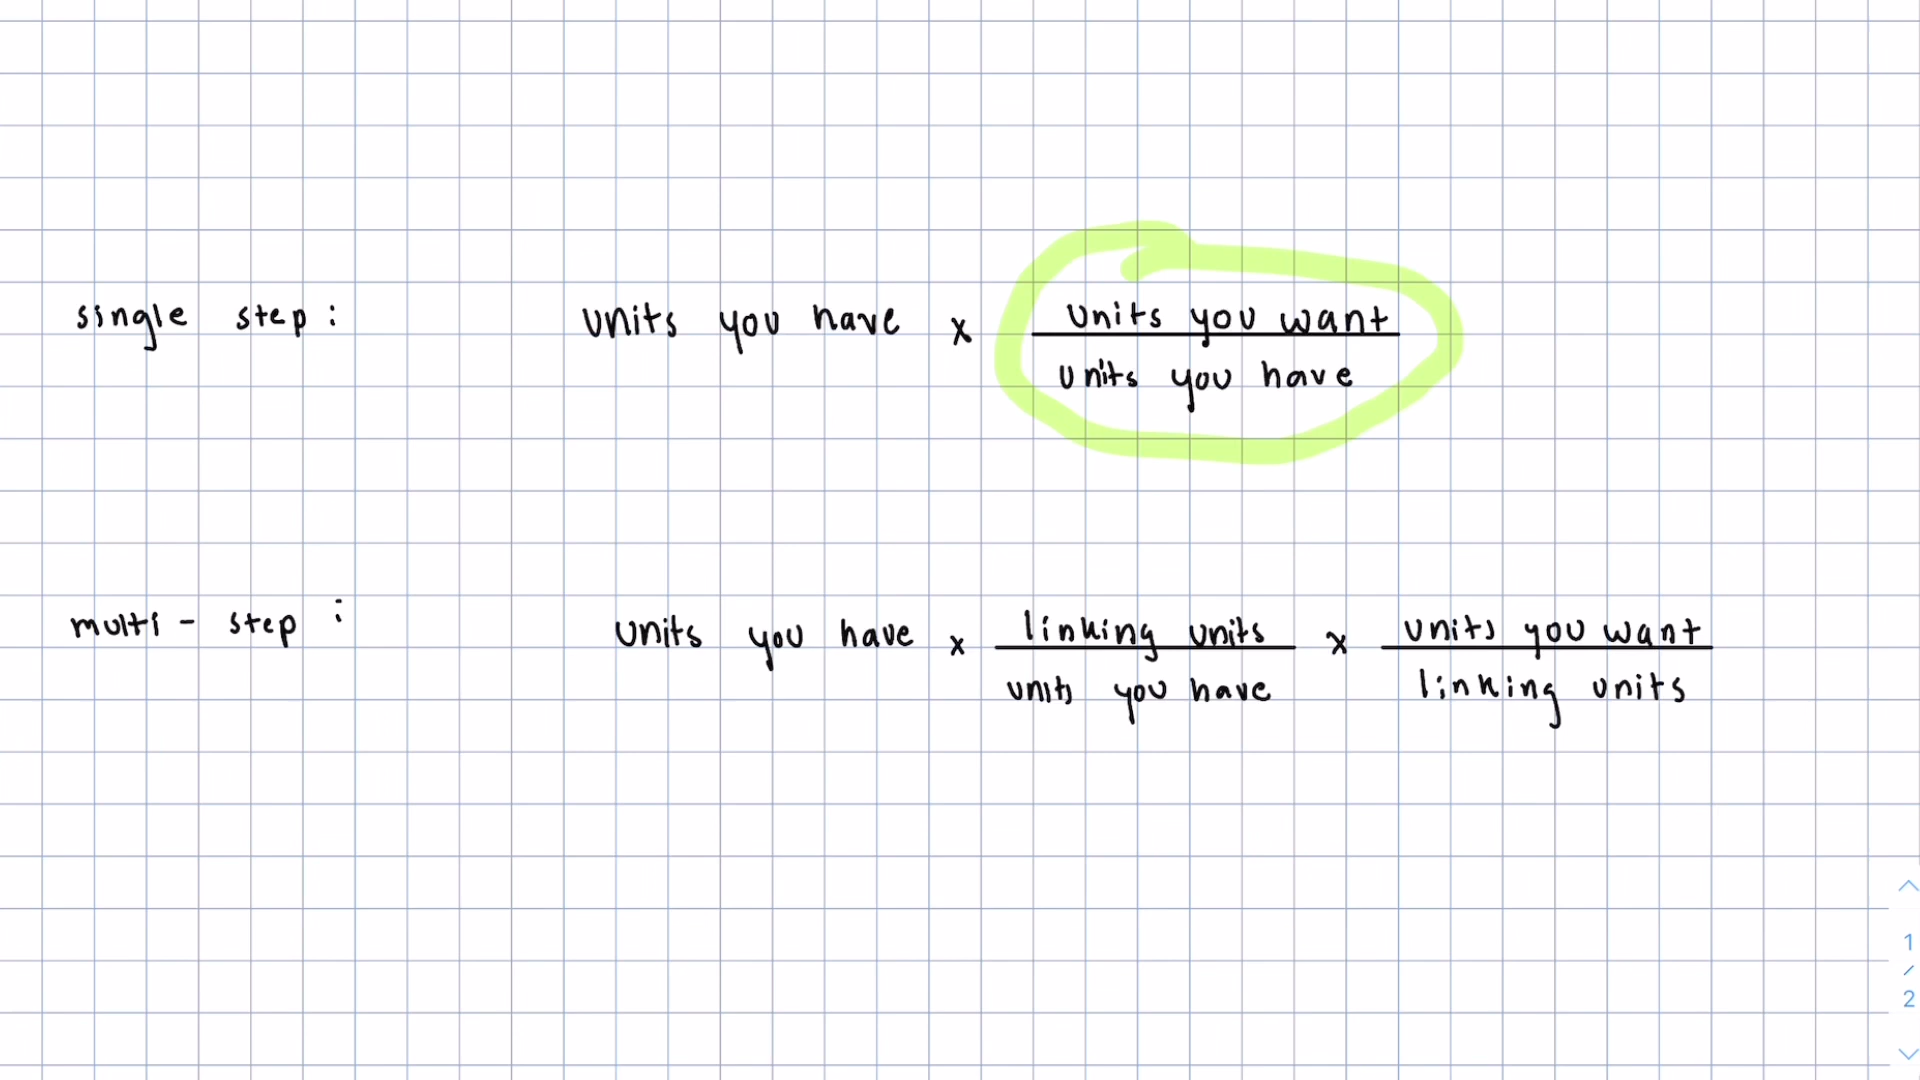 single step: units you have x units you want
units you have
multi-step: units you have x linking units x units you want
units you have linking units
1
/
2